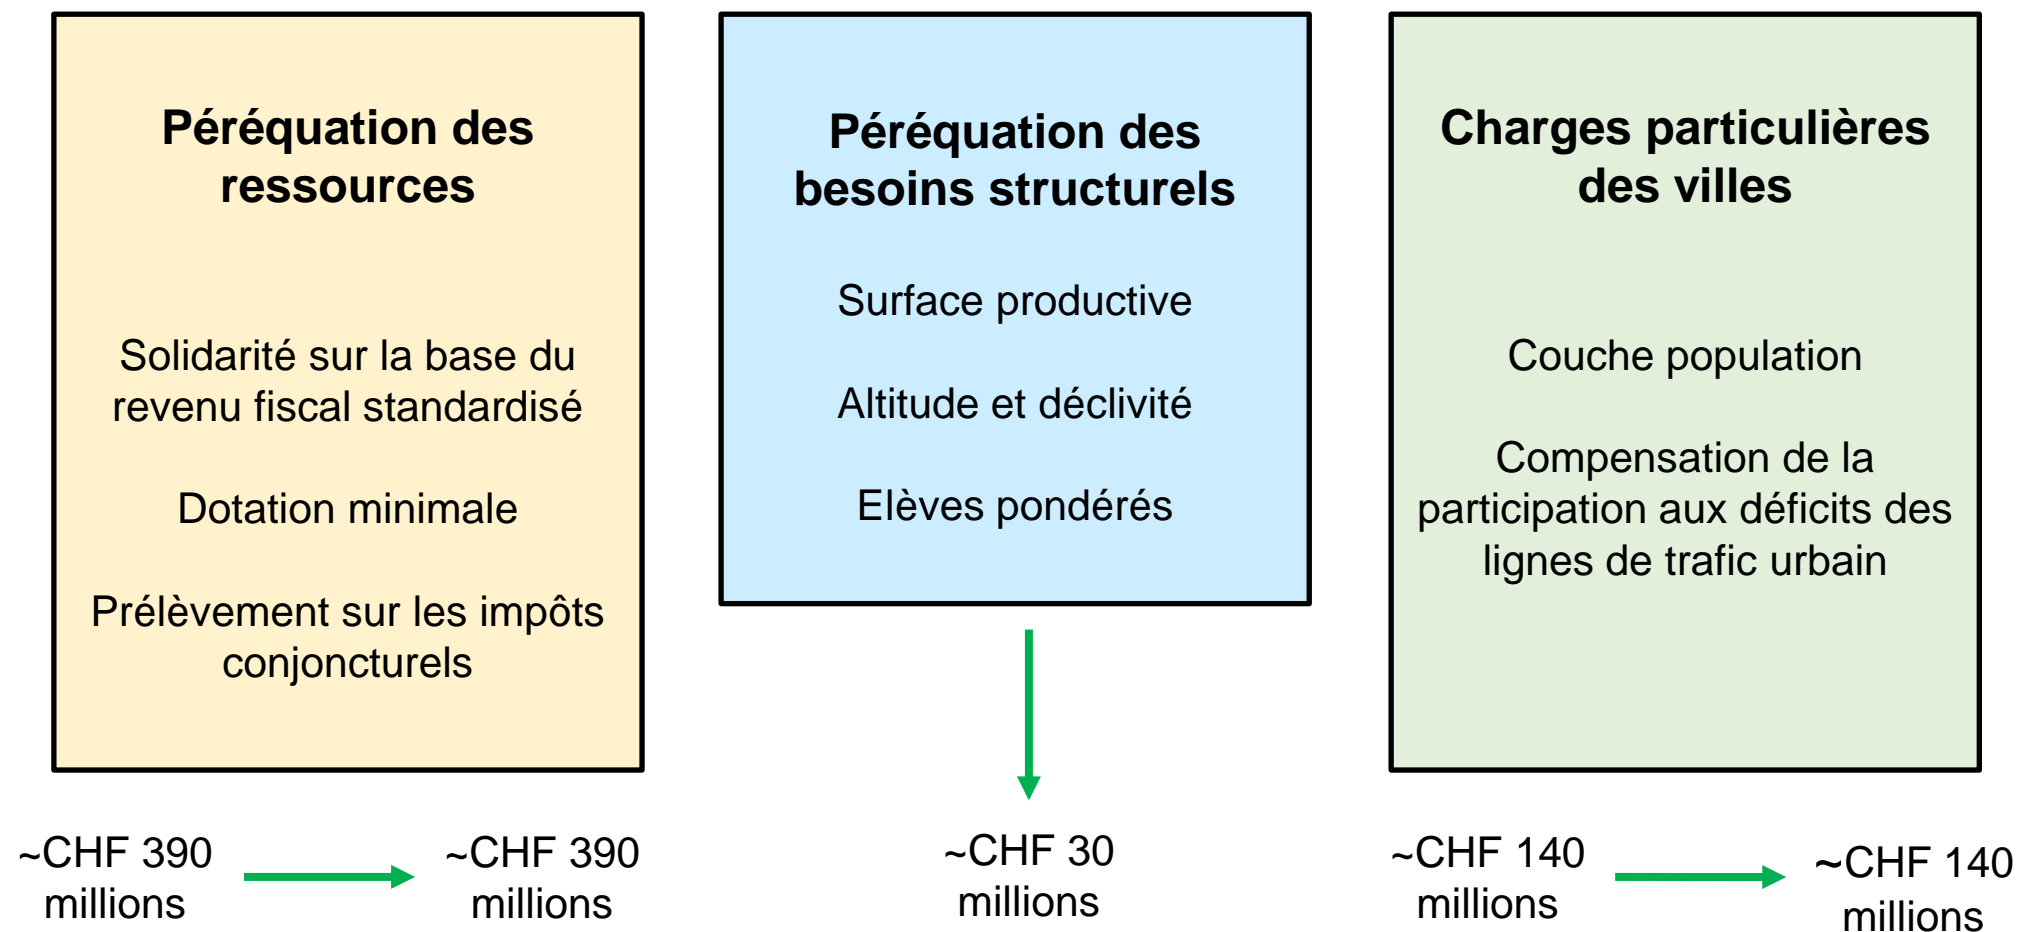 Péréquation des
ressources
Solidarité sur la base du
revenu fiscal standardisé
Dotation minimale
Prélèvement sur les impôts
conjoncturels
~CHF 390
millions
~CHF 390
millions
Péréquation des
besoins structurels
Surface productive
Altitude et déclivité
Elèves pondérés
~CHF 30
millions
Charges particulières
des villes
Couche population
Compensation de la
participation aux déficits des
lignes de trafic urbain
~CHF 140
millions
~CHF 140
millions